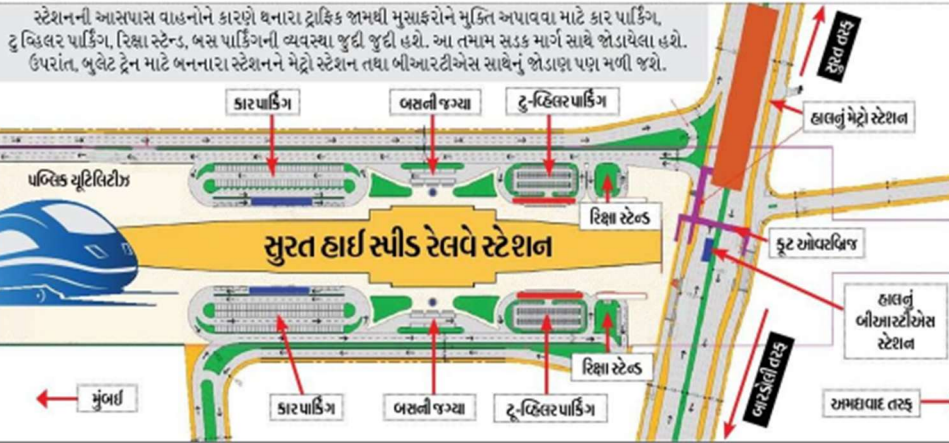 સ્ટેશનની આસપાસ વાહનોને કારણે થનારા ટ્રાફિક જામથી મુસાફરોને મુક્તિ અપાવવા માટે કાર પાર્કિંગ,
ટુ વ્હિલર પાર્કિંગ, રિક્ષા સ્ટેન્ડ, બસ પાર્કિંગની વ્યવસ્થા જુદી જુદી હશે. આ તમામ સડક માર્ગ સાથે જોડાયેલા હશે.
ઉપરાંત, બુલેટ ટ્રેન માટે બનનારા સ્ટેશનને મેટ્રો સ્ટેશન તથા બીઆરટીએસ સાથેનું જોડાણ પણ મળી જશે.
સુરત તરફ
કાર પાર્કિંગ
બસની જગ્યા
ટુ-વ્હિલર પાર્કિંગ
હાલનું મેટ્રો સ્ટેશન
પબ્લિક યૂટિલિટીઝ
રિક્ષા સ્ટેન્ડ
સુરત હાઈ સ્પીડ રેલવે સ્ટેશન
ફૂટ ઓવરબ્રિજ
હાલનું
બીઆરટીએસ
સ્ટેશન
રિક્ષા સ્ટેન્ડ
બારડોલી તરફ
મુંબઈ
કાર પાર્કિંગ
બસની જગ્યા
ટૂ-વ્હિલર પાર્કિંગ
અમદાવાદ તરફ